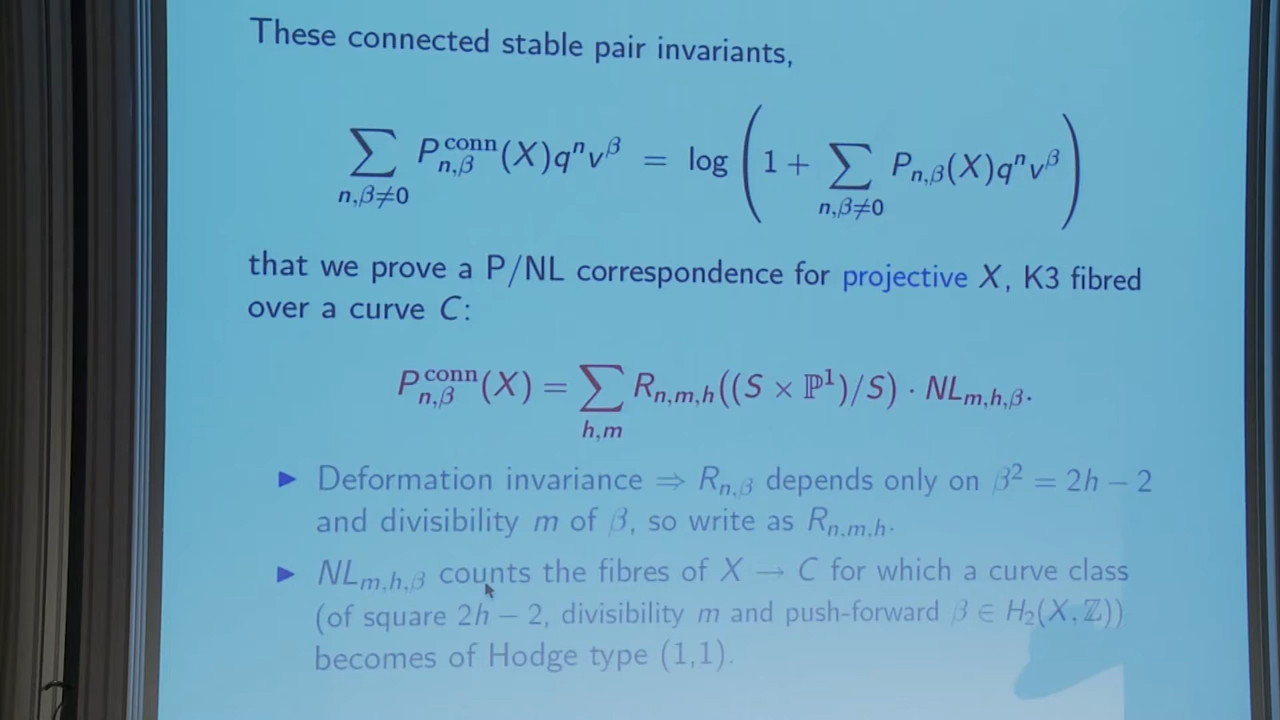 These connected stable pair invariants,
∑_{n,β≠0} P^{conn}_{n,β}(X)q^n v^β = log(1 + ∑_{n,β≠0} P_{n,β}(X)q^n v^β)
that we prove a P/NL correspondence for projective X, K3 fibred
over a curve C:
P^{conn}_{n,β}(X) = ∑_{h,m} R_{n,m,h}((S × ℙ¹)/S) · NL_{m,h,β}.
▶ Deformation invariance ⇒ R_{n,β} depends only on β² = 2h − 2
and divisibility m of β, so write as R_{n,m,h}.
▶ NL_{m,h,β} counts the fibres of X → C for which a curve class
(of square 2h − 2, divisibility m and push-forward β ∈ H₂(X,ℤ))
becomes of Hodge type (1,1).